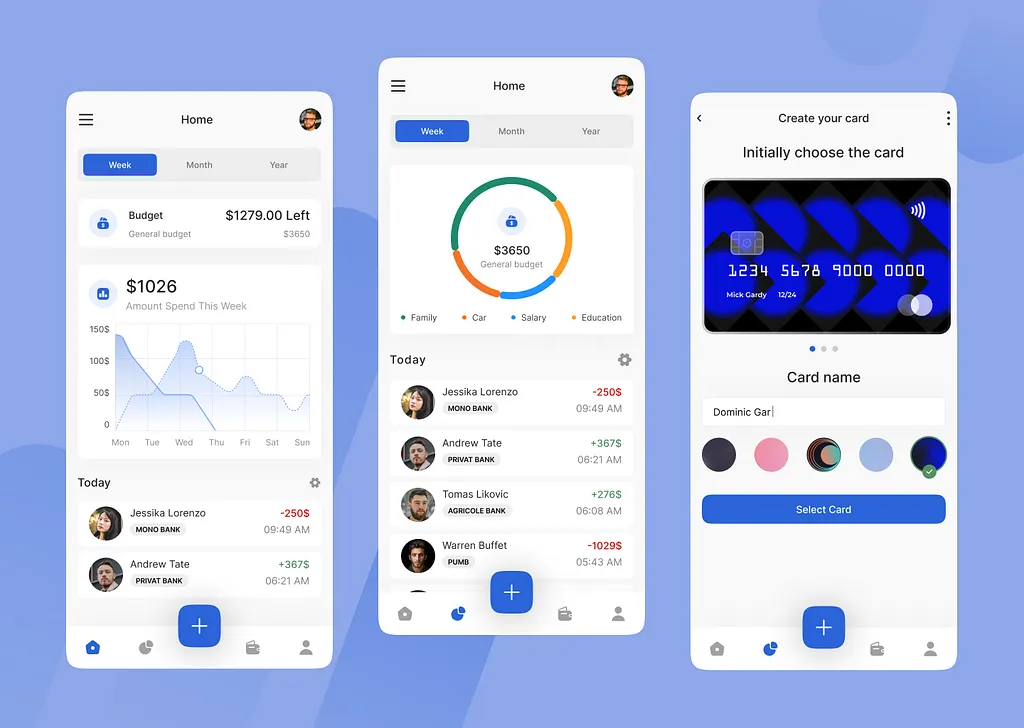 Home
Week Month Year
Budget $1279.00 Left
General budget $3650
$1026
Amount Spend This Week
150$
100$
50$
0
Mon Tue Wed Thu Fri Sat Sun
Today
Jessika Lorenzo -250$
MONO BANK 09:49 AM
Andrew Tate +367$
PRIVAT BANK 06:21 AM
Home
Week Month Year
$3650
General budget
Family Car Salary Education
Today
Jessika Lorenzo -250$
MONO BANK 09:49 AM
Andrew Tate +367$
PRIVAT BANK 06:21 AM
Tomas Likovic +276$
AGRICOLE BANK 06:08 AM
Warren Buffet -1029$
PUMB 05:43 AM
Create your card
Initially choose the card
1234 5678 9000 0000
Mick Gardy 12/24
Card name
Dominic Gar
Select Card